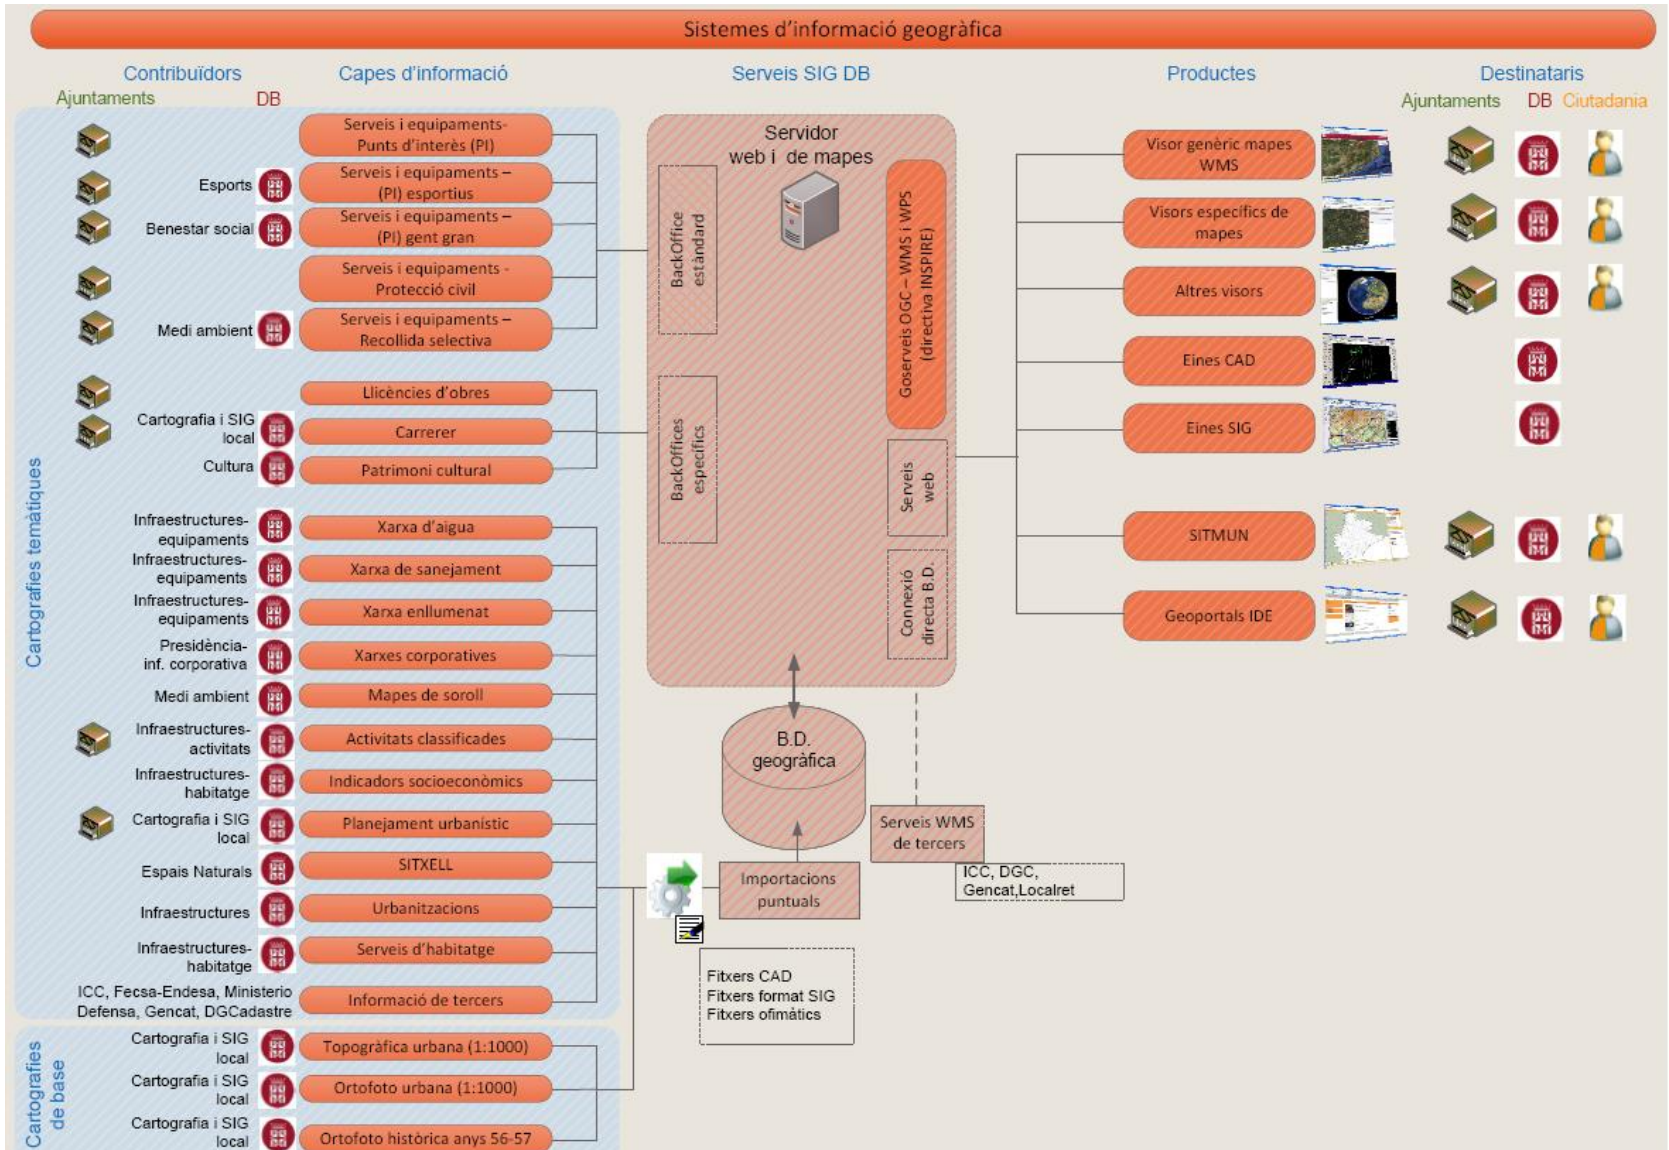 Sistemes d'informació geogràfica
Contribuïdors
Capes d'informació
Serveis SIG DB
Productes
Destinataris
Ajuntaments
DB
Ajuntaments
DB
Ciutadania
Cartografies temàtiques
Serveis i equipaments-
Punts d'interès (PI)
Esports
Serveis i equipaments –
(PI) esportius
Benestar social
Serveis i equipaments –
(PI) gent gran
Serveis i equipaments -
Protecció civil
Medi ambient
Serveis i equipaments –
Recollida selectiva
Llicències d'obres
Cartografia i SIG
local
Carrerer
Cultura
Patrimoni cultural
Infraestructures-
equipaments
Xarxa d'aigua
Infraestructures-
equipaments
Xarxa de sanejament
Infraestructures-
equipaments
Xarxa enllumenat
Presidència-
inf. corporativa
Xarxes corporatives
Medi ambient
Mapes de soroll
Infraestructures-
activitats
Activitats classificades
Infraestructures-
habitatge
Indicadors socioeconòmics
Cartografia i SIG
local
Planejament urbanístic
Espais Naturals
SITXELL
Infraestructures
Urbanitzacions
Infraestructures-
habitatge
Serveis d'habitatge
ICC, Fecsa-Endesa, Ministerio
Defensa, Gencat, DGCadastre
Informació de tercers
Cartografies
de base
Cartografia i SIG
local
Topogràfica urbana (1:1000)
Cartografia i SIG
local
Ortofoto urbana (1:1000)
Cartografia i SIG
local
Ortofoto històrica anys 56-57
Servidor
web i de mapes
BackOffice
estàndard
BackOffices
específics
Goserveis OGC – WMS i WPS
(directiva INSPIRE)
Serveis
web
Connexió
directa B.D.
B.D.
geogràfica
Serveis WMS
de tercers
ICC, DGC,
Gencat,Localret
Importacions
puntuals
Fitxers CAD
Fitxers format SIG
Fitxers ofimàtics
Visor genèric mapes
WMS
Visors específics de
mapes
Altres visors
Eines CAD
Eines SIG
SITMUN
Geoportals IDE